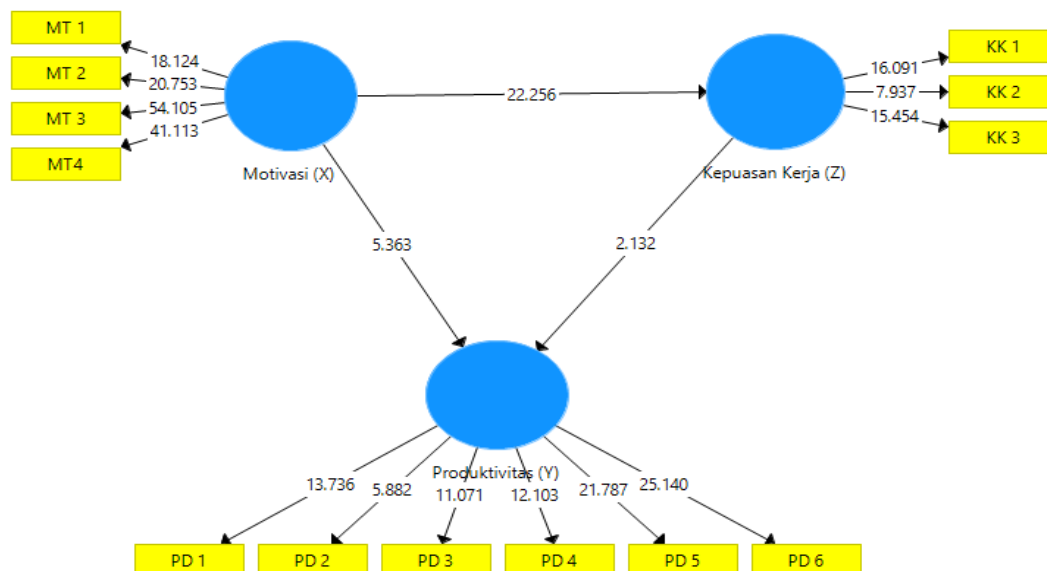 MT 1
18.124
MT 2
20.753
MT 3
54.105
41.113
MT4
Motivasi (X)
22.256
KK 1
16.091
KK 2
7.937
15.454
KK 3
Kepuasan Kerja (Z)
5.363
2.132
Produktivitas (Y)
13.736
5.882
11.071
12.103
21.787
25.140
PD 1
PD 2
PD 3
PD 4
PD 5
PD 6